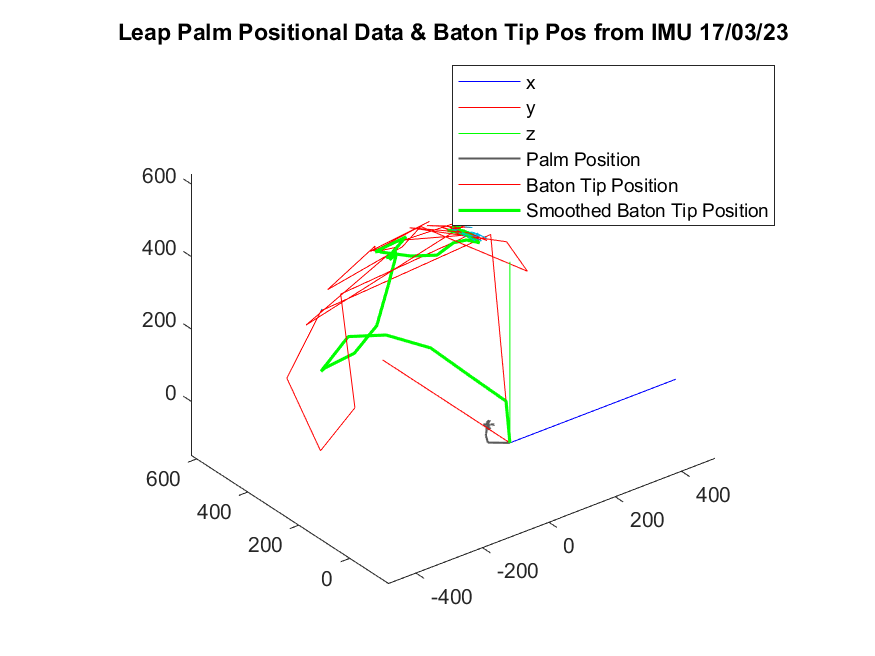 Leap Palm Positional Data & Baton Tip Pos from IMU 17/03/23
x
y
z
Palm Position
Baton Tip Position
Smoothed Baton Tip Position
600
400
200
0
600
400
200
0
-400
-200
0
200
400